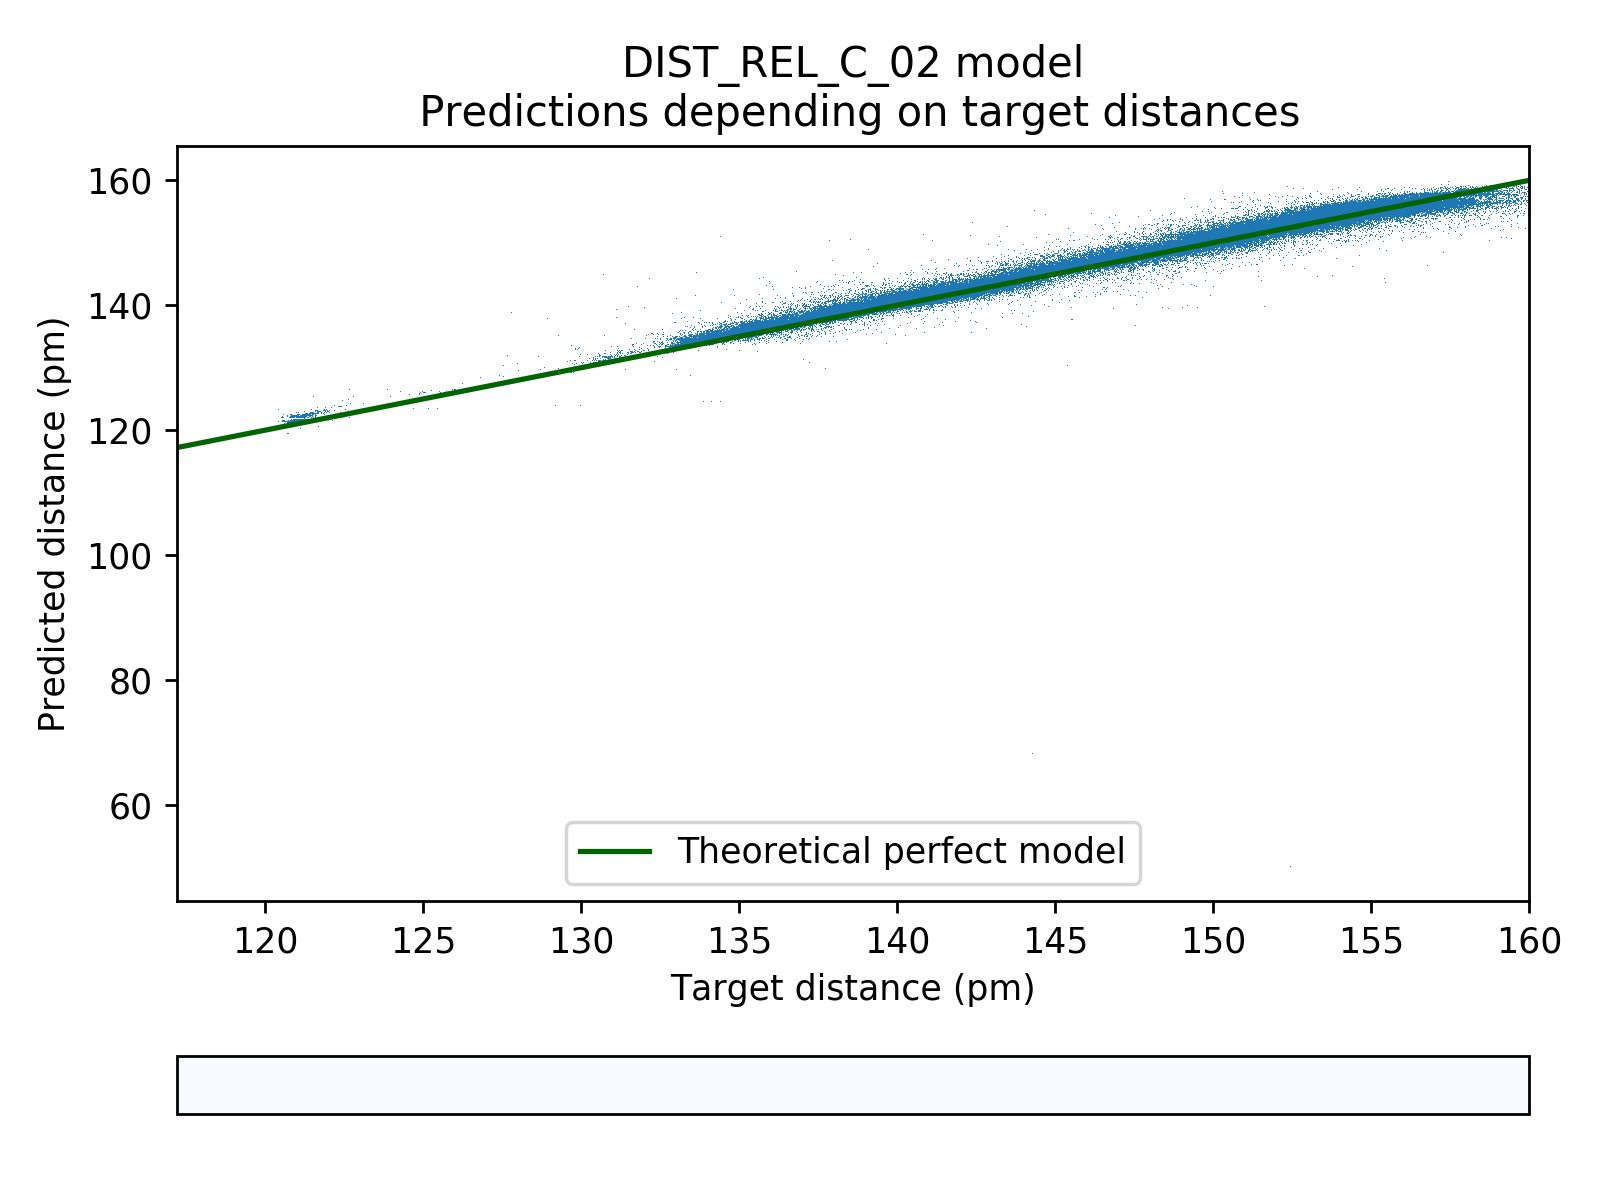 DIST_REL_C_02 model
Predictions depending on target distances
160
140
120
100
80
60
Predicted distance (pm)
Theoretical perfect model
120 125 130 135 140 145 150 155 160
Target distance (pm)